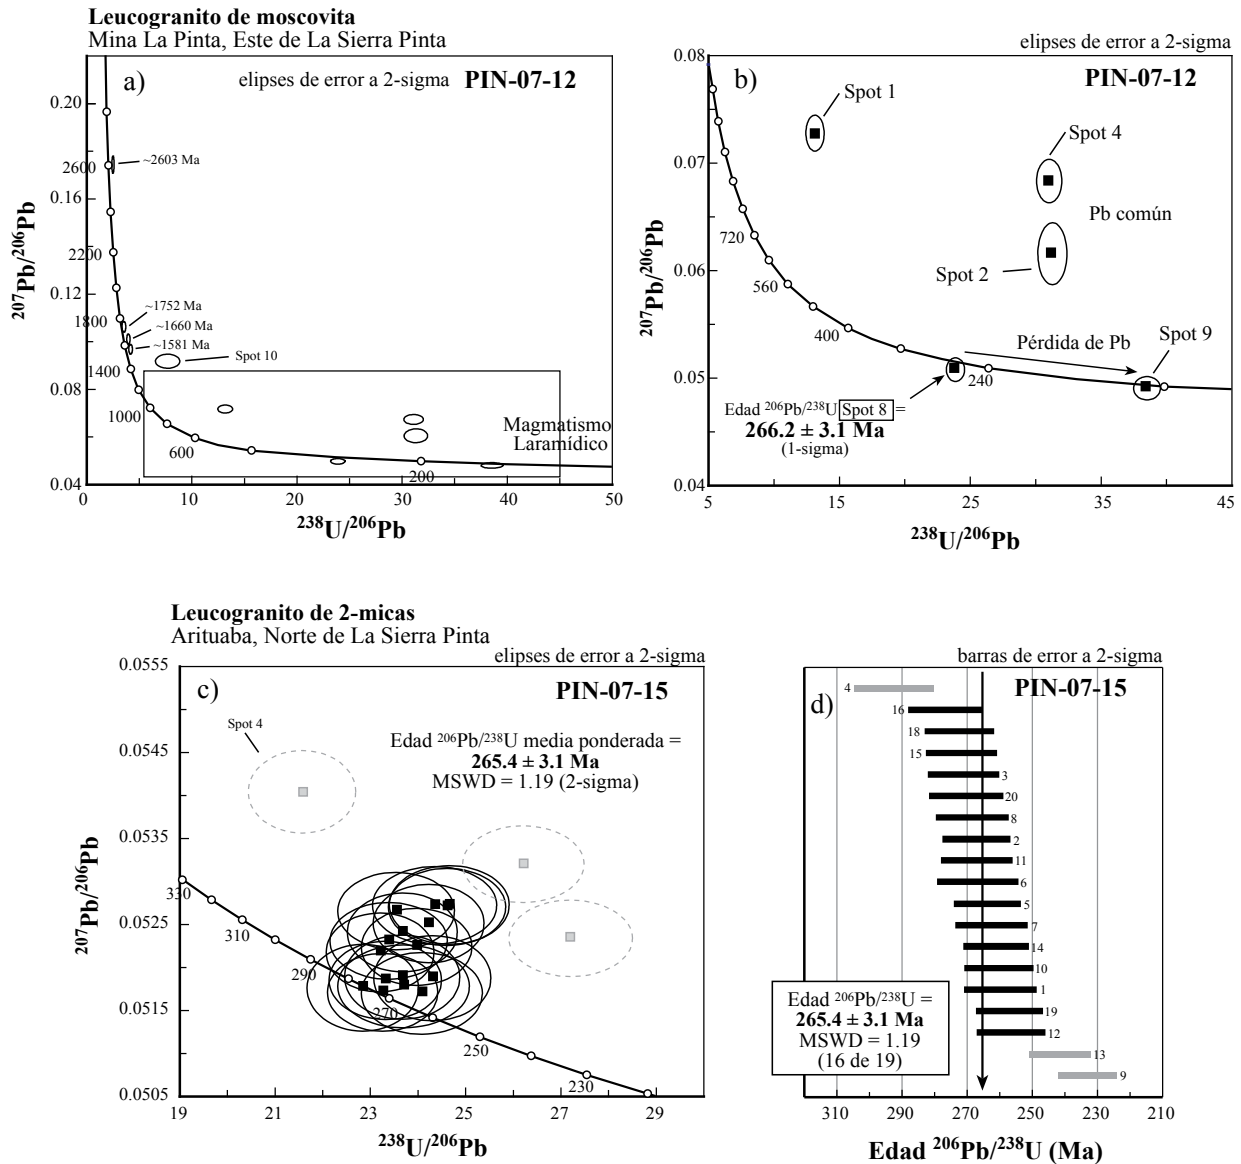 Leucogranito de moscovita
Mina La Pinta, Este de La Sierra Pinta
a)
elipses de error a 2-sigma PIN-07-12
0.20
0.16
0.12
0.08
0.04
207Pb/206Pb
2600
2200
1800
1400
1000
600
200
~2603 Ma
~1752 Ma
~1660 Ma
~1581 Ma
Spot 10
Magmatismo
Laramídico
0
10
20
30
40
50
238U/206Pb
elipses de error a 2-sigma
b)
PIN-07-12
0.08
0.07
0.06
0.05
0.04
207Pb/206Pb
Spot 1
Spot 4
Pb común
Spot 2
720
560
400
240
Pérdida de Pb
Spot 9
Edad 206Pb/238U Spot 8 =
266.2 ± 3.1 Ma
(1-sigma)
5
15
25
35
45
238U/206Pb
Leucogranito de 2-micas
Arituaba, Norte de La Sierra Pinta
elipses de error a 2-sigma
c)
PIN-07-15
0.0555
0.0545
0.0535
0.0525
0.0515
0.0505
207Pb/206Pb
Spot 4
Edad 206Pb/238U media ponderada =
265.4 ± 3.1 Ma
MSWD = 1.19 (2-sigma)
330
310
290
270
250
230
19
21
23
25
27
29
238U/206Pb
barras de error a 2-sigma
d)
PIN-07-15
4
16
18
15
3
20
8
2
11
6
5
7
14
10
1
19
12
13
9
Edad 206Pb/238U =
265.4 ± 3.1 Ma
MSWD = 1.19
(16 de 19)
310
290
270
250
230
210
Edad 206Pb/238U (Ma)